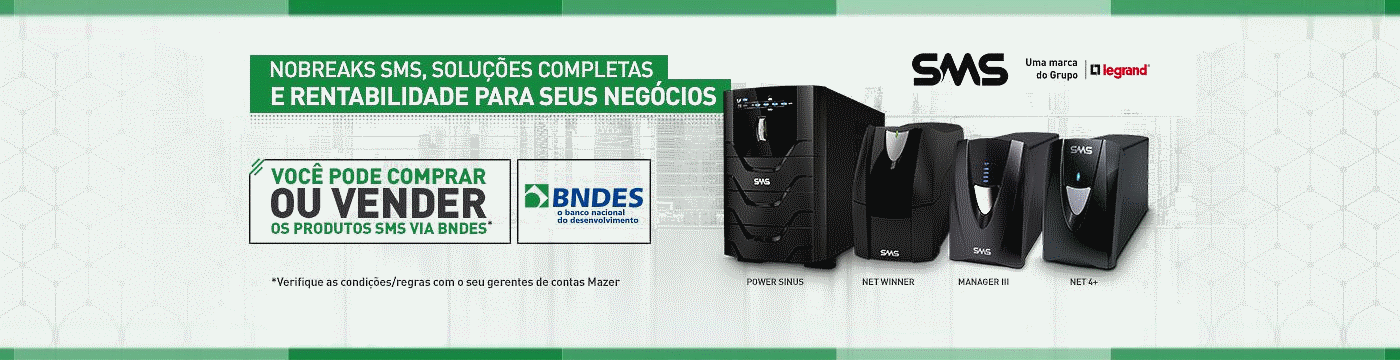 NOBREAKS SMS, SOLUÇÕES COMPLETAS
E RENTABILIDADE PARA SEUS NEGÓCIOS
VOCÊ PODE COMPRAR
OU VENDER
OS PRODUTOS SMS VIA BNDES*
BNDES
o banco nacional
do desenvolvimento
*Verifique as condições/regras com o seu gerentes de contas Mazer
SMS
Uma marca
do Grupo
legrand
SMS
SMS
SMS
SMS
POWER SINUS
NET WINNER
MANAGER III
NET 4+